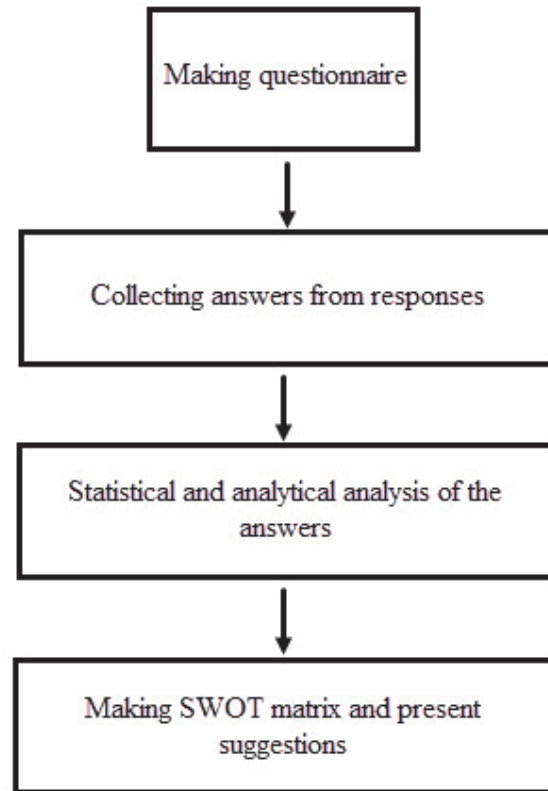 Making questionnaire
Collecting answers from responses
Statistical and analytical analysis of the
answers
Making SWOT matrix and present
suggestions